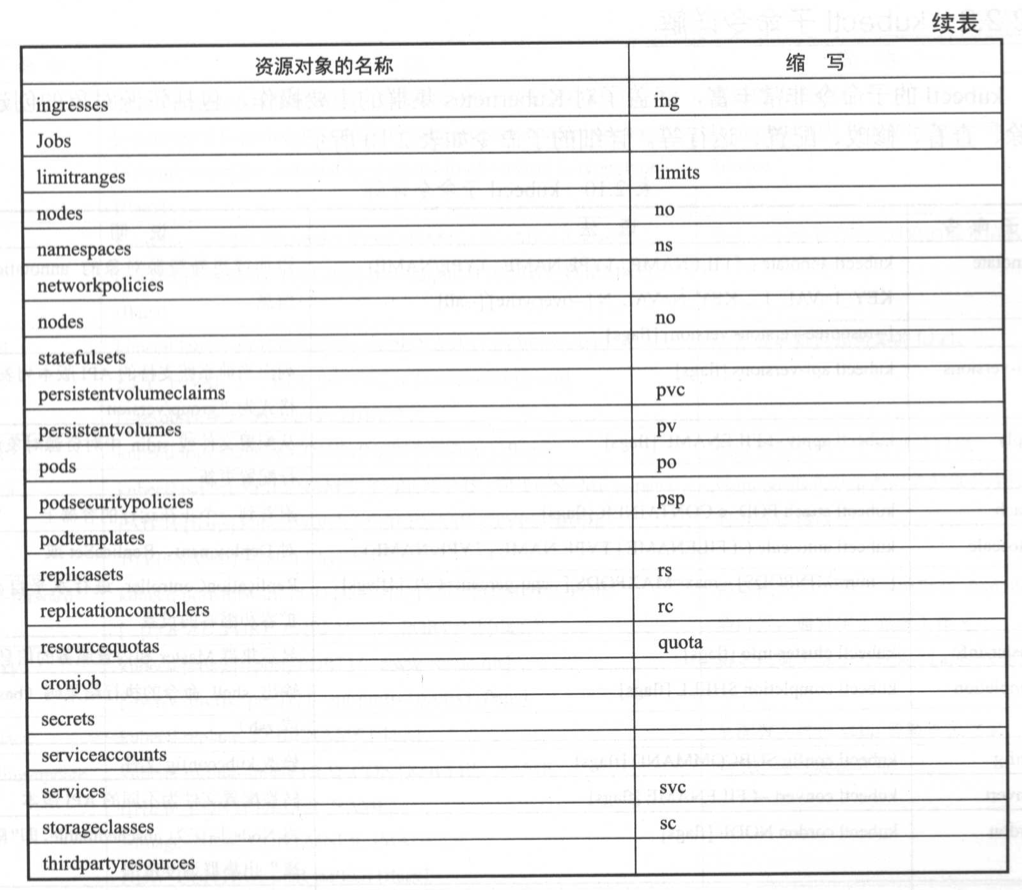 续表
资源对象的名称 缩 写
ingresses ing
Jobs
limitranges limits
nodes no
namespaces ns
networkpolicies
nodes no
statefulsets
persistentvolumeclaims pvc
persistentvolumes pv
pods po
podsecuritypolicies psp
podtemplates
replicasets rs
replicationcontrollers rc
resourcequotas quota
cronjob
secrets
serviceaccounts
services svc
storageclasses sc
thirdpartyresources